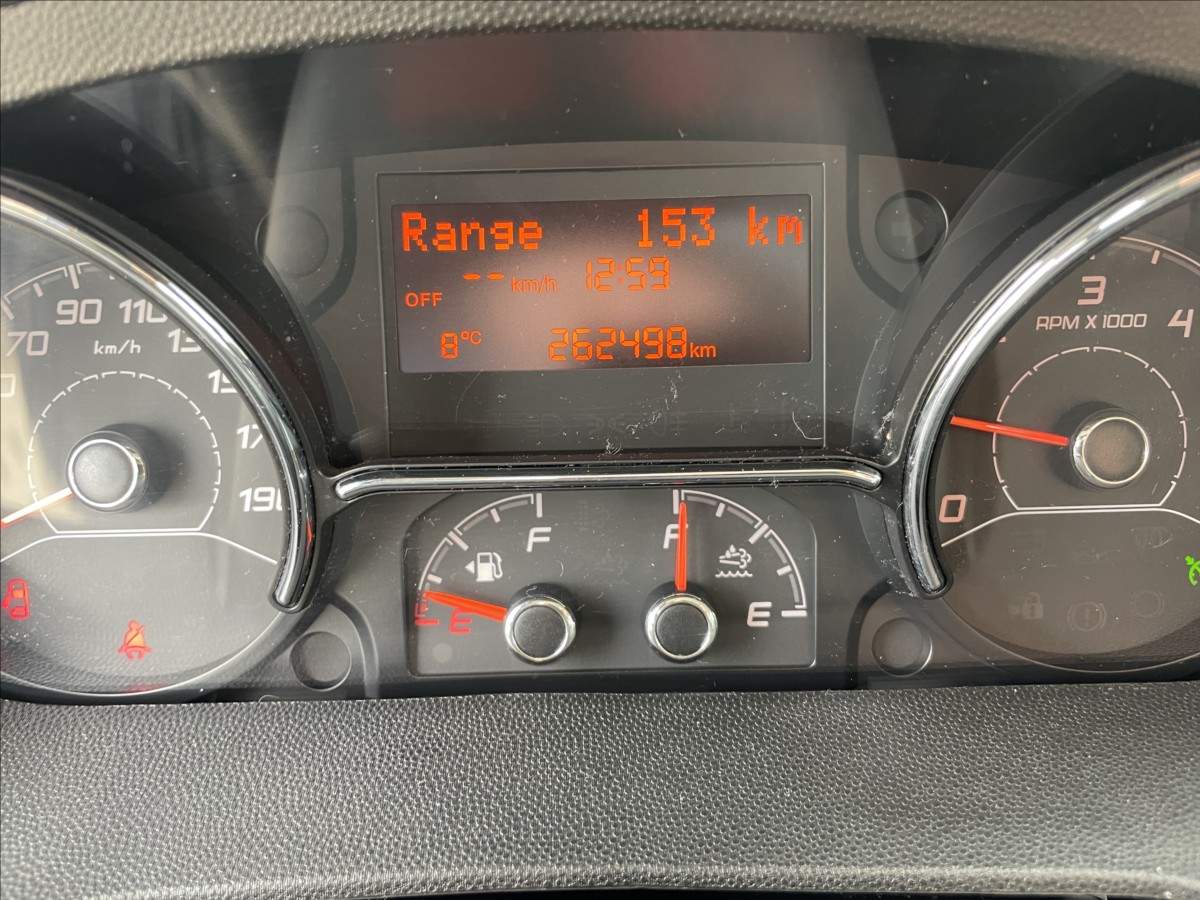 Range 153 km
-- km/h 12:59
OFF
8°C 262498km
70 90 110
km/h
190
3 4
RPM X 1000
0
F F
E E